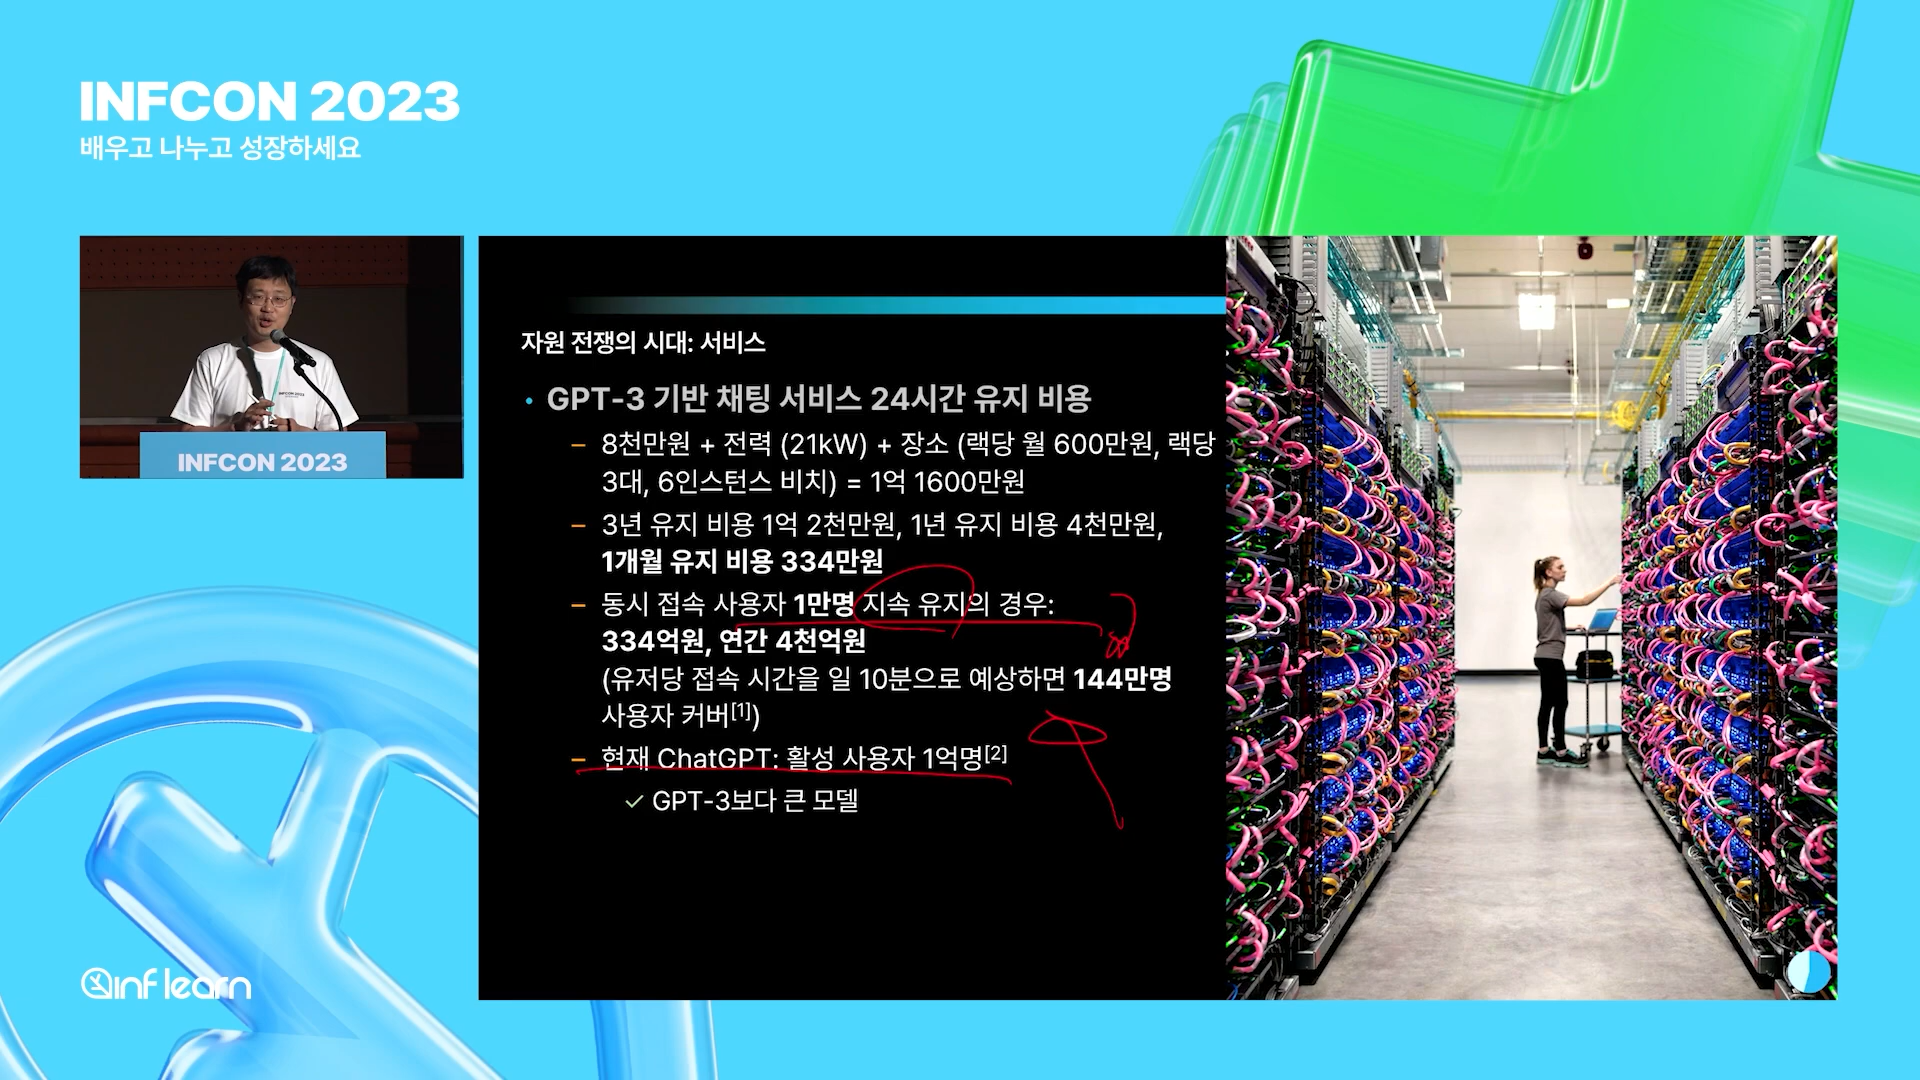 INFCON 2023
배우고 나누고 성장하세요
INFCON 2023
자원 전쟁의 시대: 서비스
• GPT-3 기반 채팅 서비스 24시간 유지 비용
– 8천만원 + 전력 (21kW) + 장소 (랙당 월 600만원, 랙당
3대, 6인스턴스 비치) = 1억 1600만원
– 3년 유지 비용 1억 2천만원, 1년 유지 비용 4천만원,
1개월 유지 비용 334만원
– 동시 접속 사용자 1만명 지속 유지의 경우:
334억원, 연간 4천억원
(유저당 접속 시간을 일 10분으로 예상하면 144만명
사용자 커버[1])
– 현재 ChatGPT: 활성 사용자 1억명[2]
✓ GPT-3보다 큰 모델
inflearn